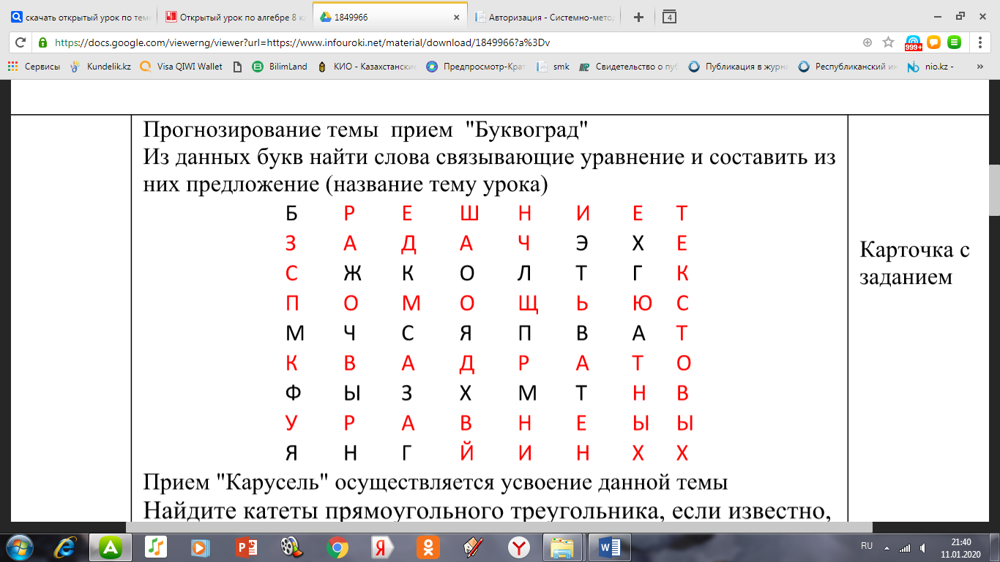 скачать открытый урок по тем
Открытый урок по алгебре 8 кл
1849966
Авторизация - Системно-мето
4
https://docs.google.com/viewerng/viewer?url=https://www.infouroki.net/material/download/1849966?a%3Dv
999+
Сервисы Kundelik.kz Visa QIWI Wallet BilimLand КИО - Казахстански Предпросмотр-Крат smk Свидетельство о пуб Публикация в журна Республиканский ин nio.kz - »
Прогнозирование темы прием "Буквоград"
Из данных букв найти слова связывающие уравнение и составить из
них предложение (название тему урока)
Б Р Е Ш Н И Е Т
З А Д А Ч Э Х Е
С Ж К О Л Т Г К
П О М О Щ Ь Ю С
М Ч С Я П В А Т
К В А Д Р А Т О
Ф Ы З Х М Т Н В
У Р А В Н Е Ы Ы
Я Н Г Й И Н Х Х
Карточка с
заданием
Прием "Карусель" осуществляется усвоение данной темы
Найдите катеты прямоугольного треугольника, если известно,
RU
21:40
11.01.2020